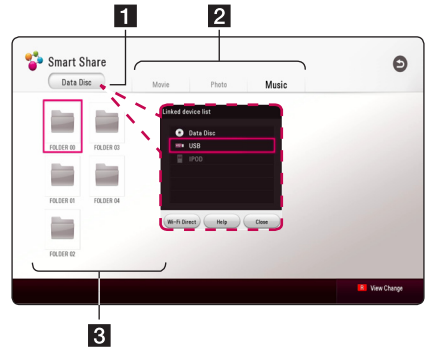 1
2
Smart Share
Data Disc
Movie Photo Music
Linked device list
Data Disc
USB
IPOD
Wi-Fi Direct Help Close
FOLDER 00 FOLDER 03
FOLDER 01 FOLDER 04
FOLDER 02
View Change
3